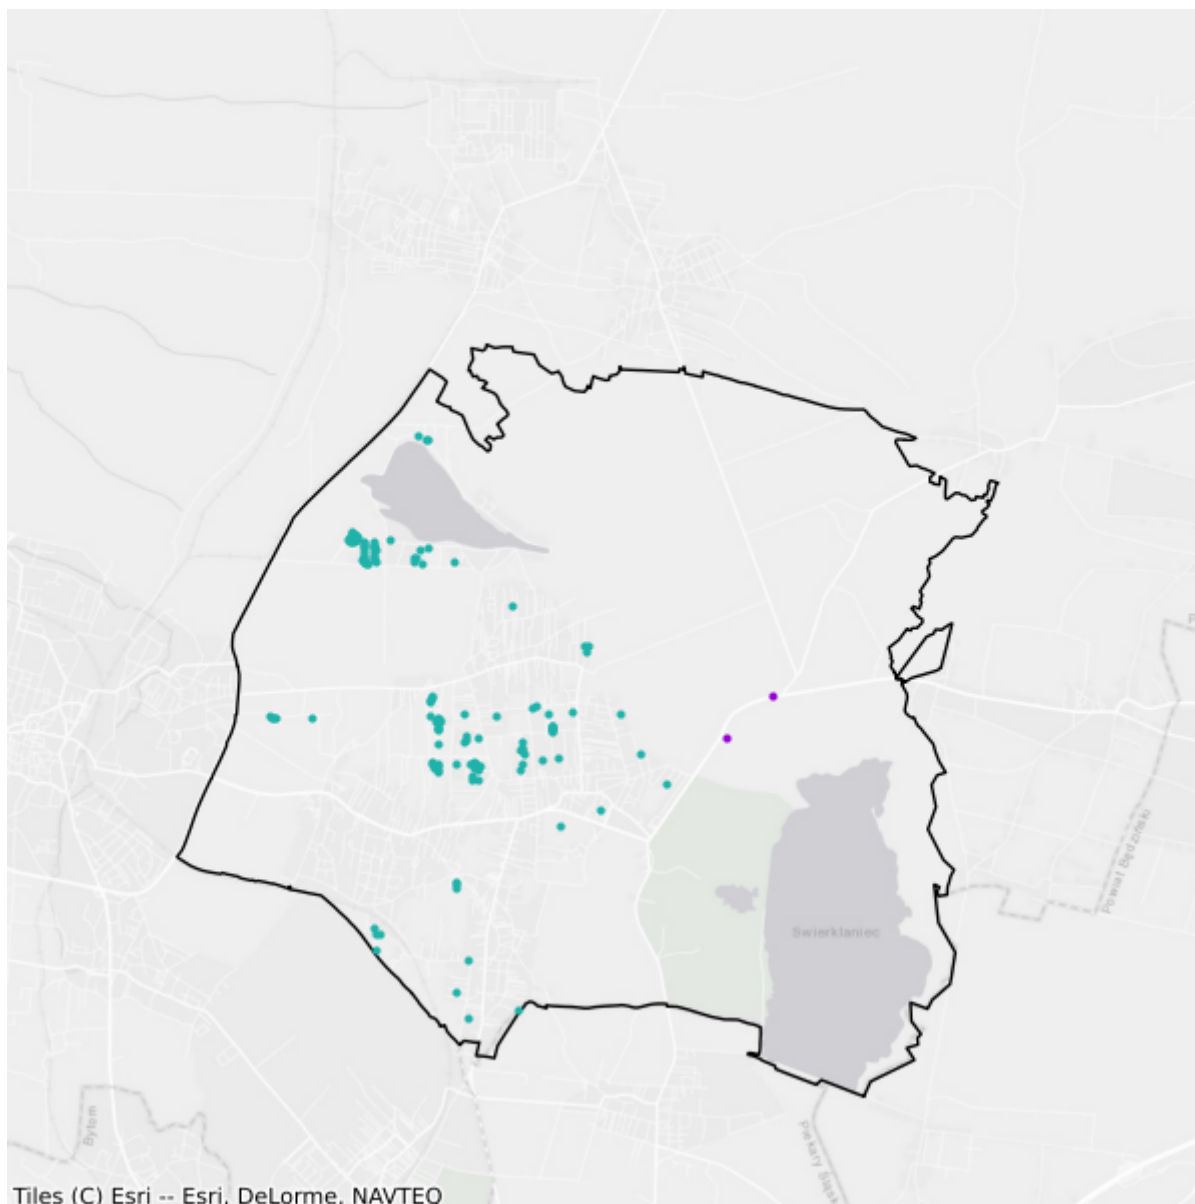 Swierklaniec
Powiat Będziński
Bytom
Tiles (C) Esri -- Esri, DeLorme, NAVTEQ